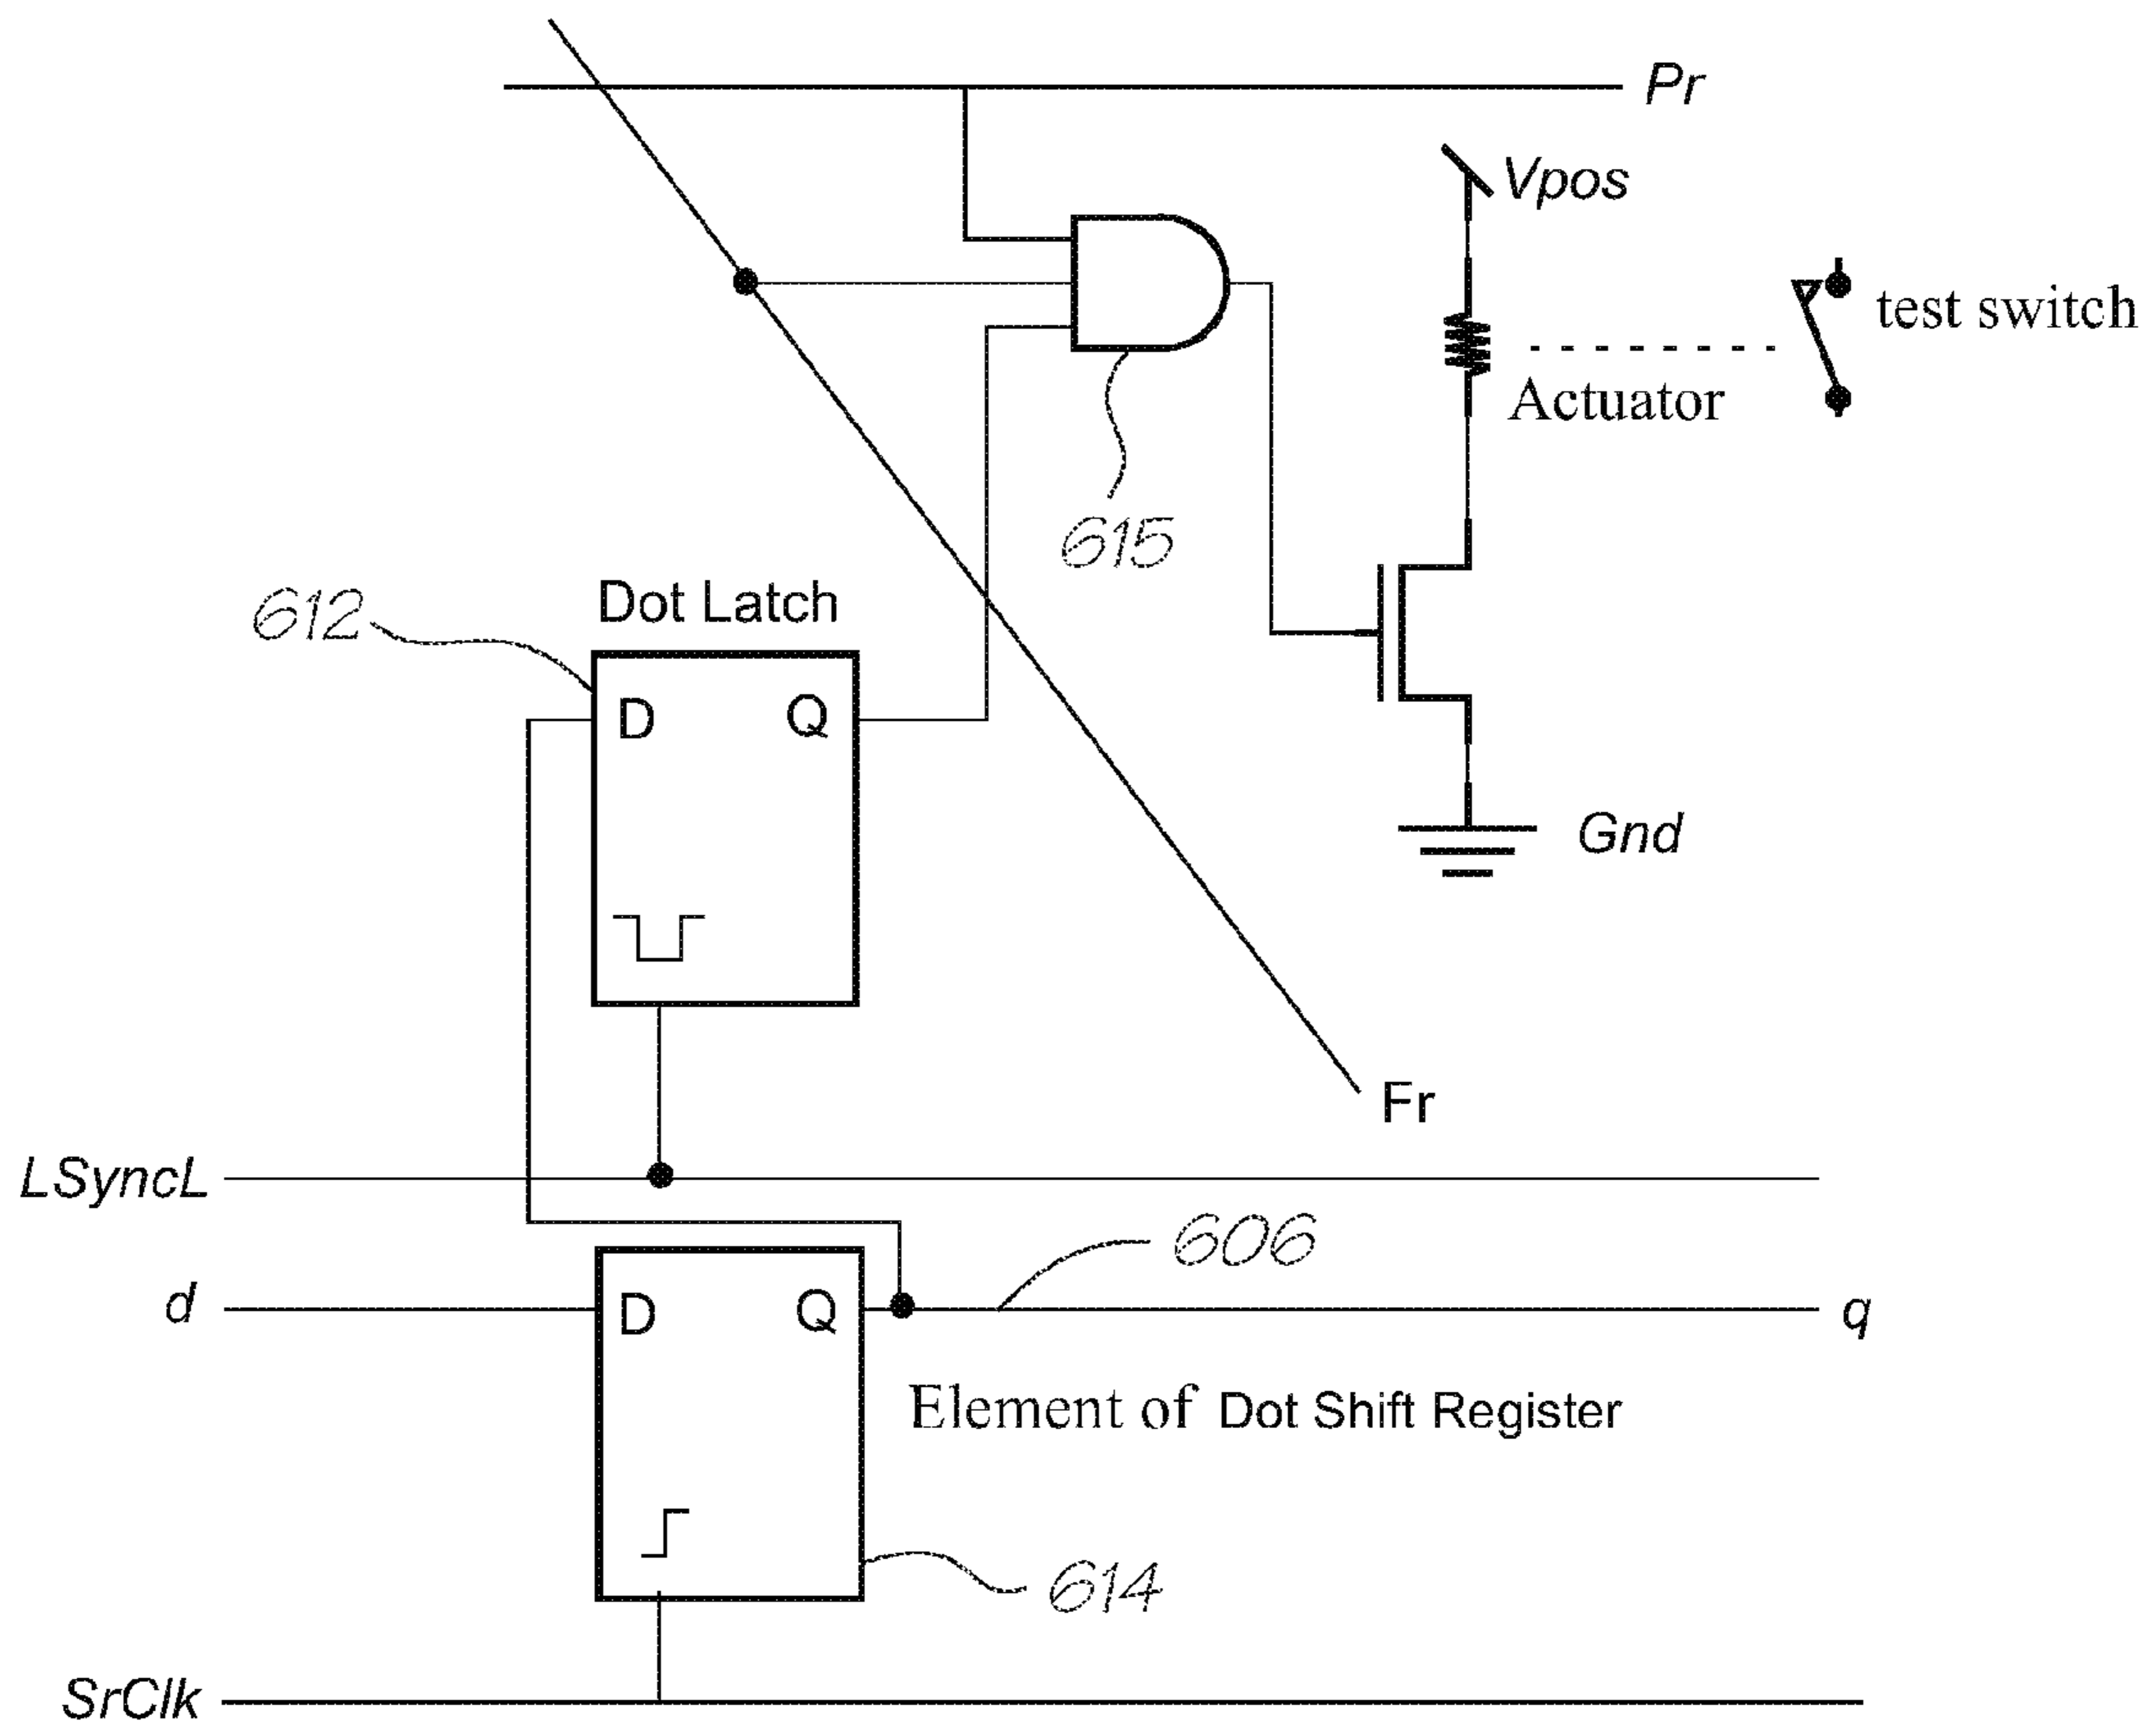 Pr
Vpos
test switch
Actuator
615
612
Dot Latch
D Q
Gnd
Fr
LSyncL
606
d
D Q
q
Element of Dot Shift Register
614
SrClk